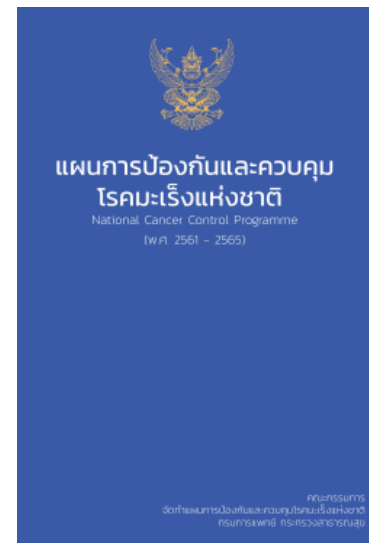 แผนการป้องกันและควบคุม
โรคมะเร็งแห่งชาติ
National Cancer Control Programme
(พ.ศ. 2561 - 2565)
คณะกรรมการ
จัดทำแผนการป้องกันและควบคุมโรคมะเร็งแห่งชาติ
กรมการแพทย์ กระทรวงสาธารณสุข